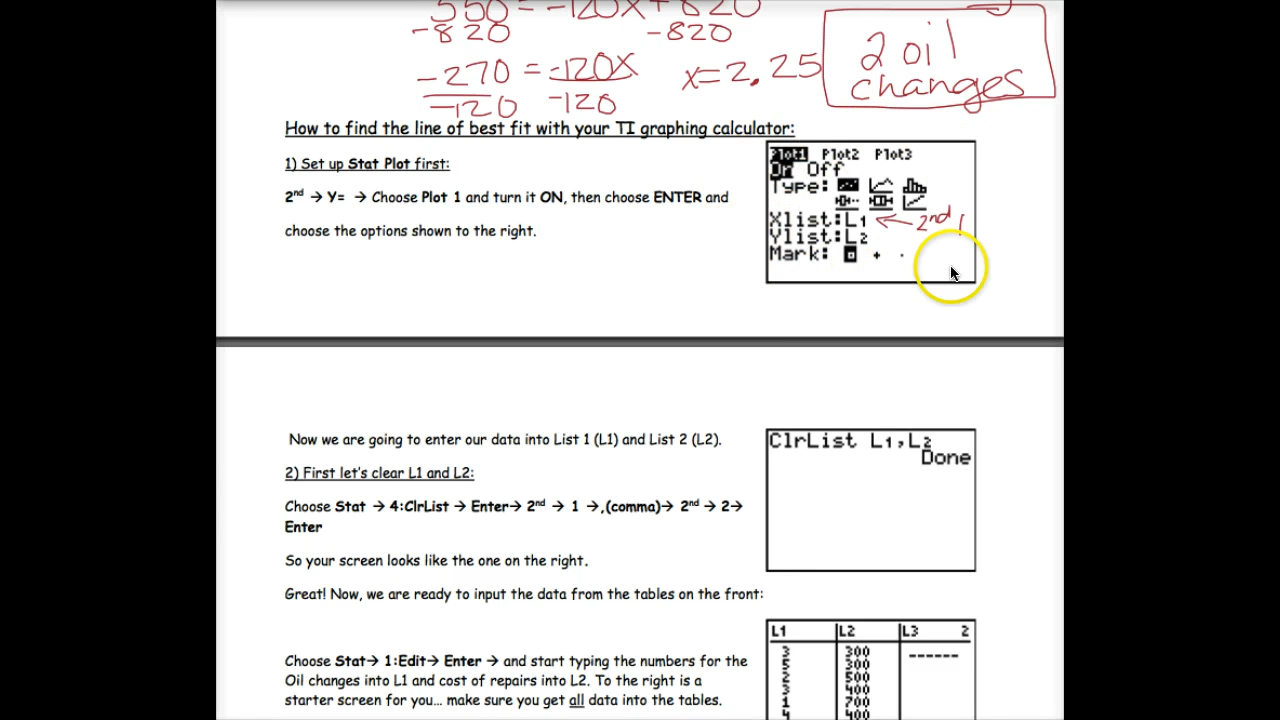 550 = -120x + 820
-820 -820
-270 = -120x x=2.25
-120 -120
2 oil
changes
How to find the line of best fit with your TI graphing calculator:
1) Set up Stat Plot first:
2nd → Y= → Choose Plot 1 and turn it ON, then choose ENTER and
choose the options shown to the right.
Plot1 Plot2 Plot3
On Off
Type:
Xlist:L1 ← 2nd 1
Ylist:L2
Mark: ▫ + ·
Now we are going to enter our data into List 1 (L1) and List 2 (L2).
2) First let's clear L1 and L2:
Choose Stat → 4:ClrList → Enter→ 2nd → 1 →,(comma)→ 2nd → 2→
Enter
So your screen looks like the one on the right.
Great! Now, we are ready to input the data from the tables on the front:
ClrList L1,L2
Done
Choose Stat→ 1:Edit→ Enter → and start typing the numbers for the
Oil changes into L1 and cost of repairs into L2. To the right is a
starter screen for you… make sure you get all data into the tables.
L1 L2 L3 2
3 300 ------
5 300
2 500
3 400
1 700
4 400